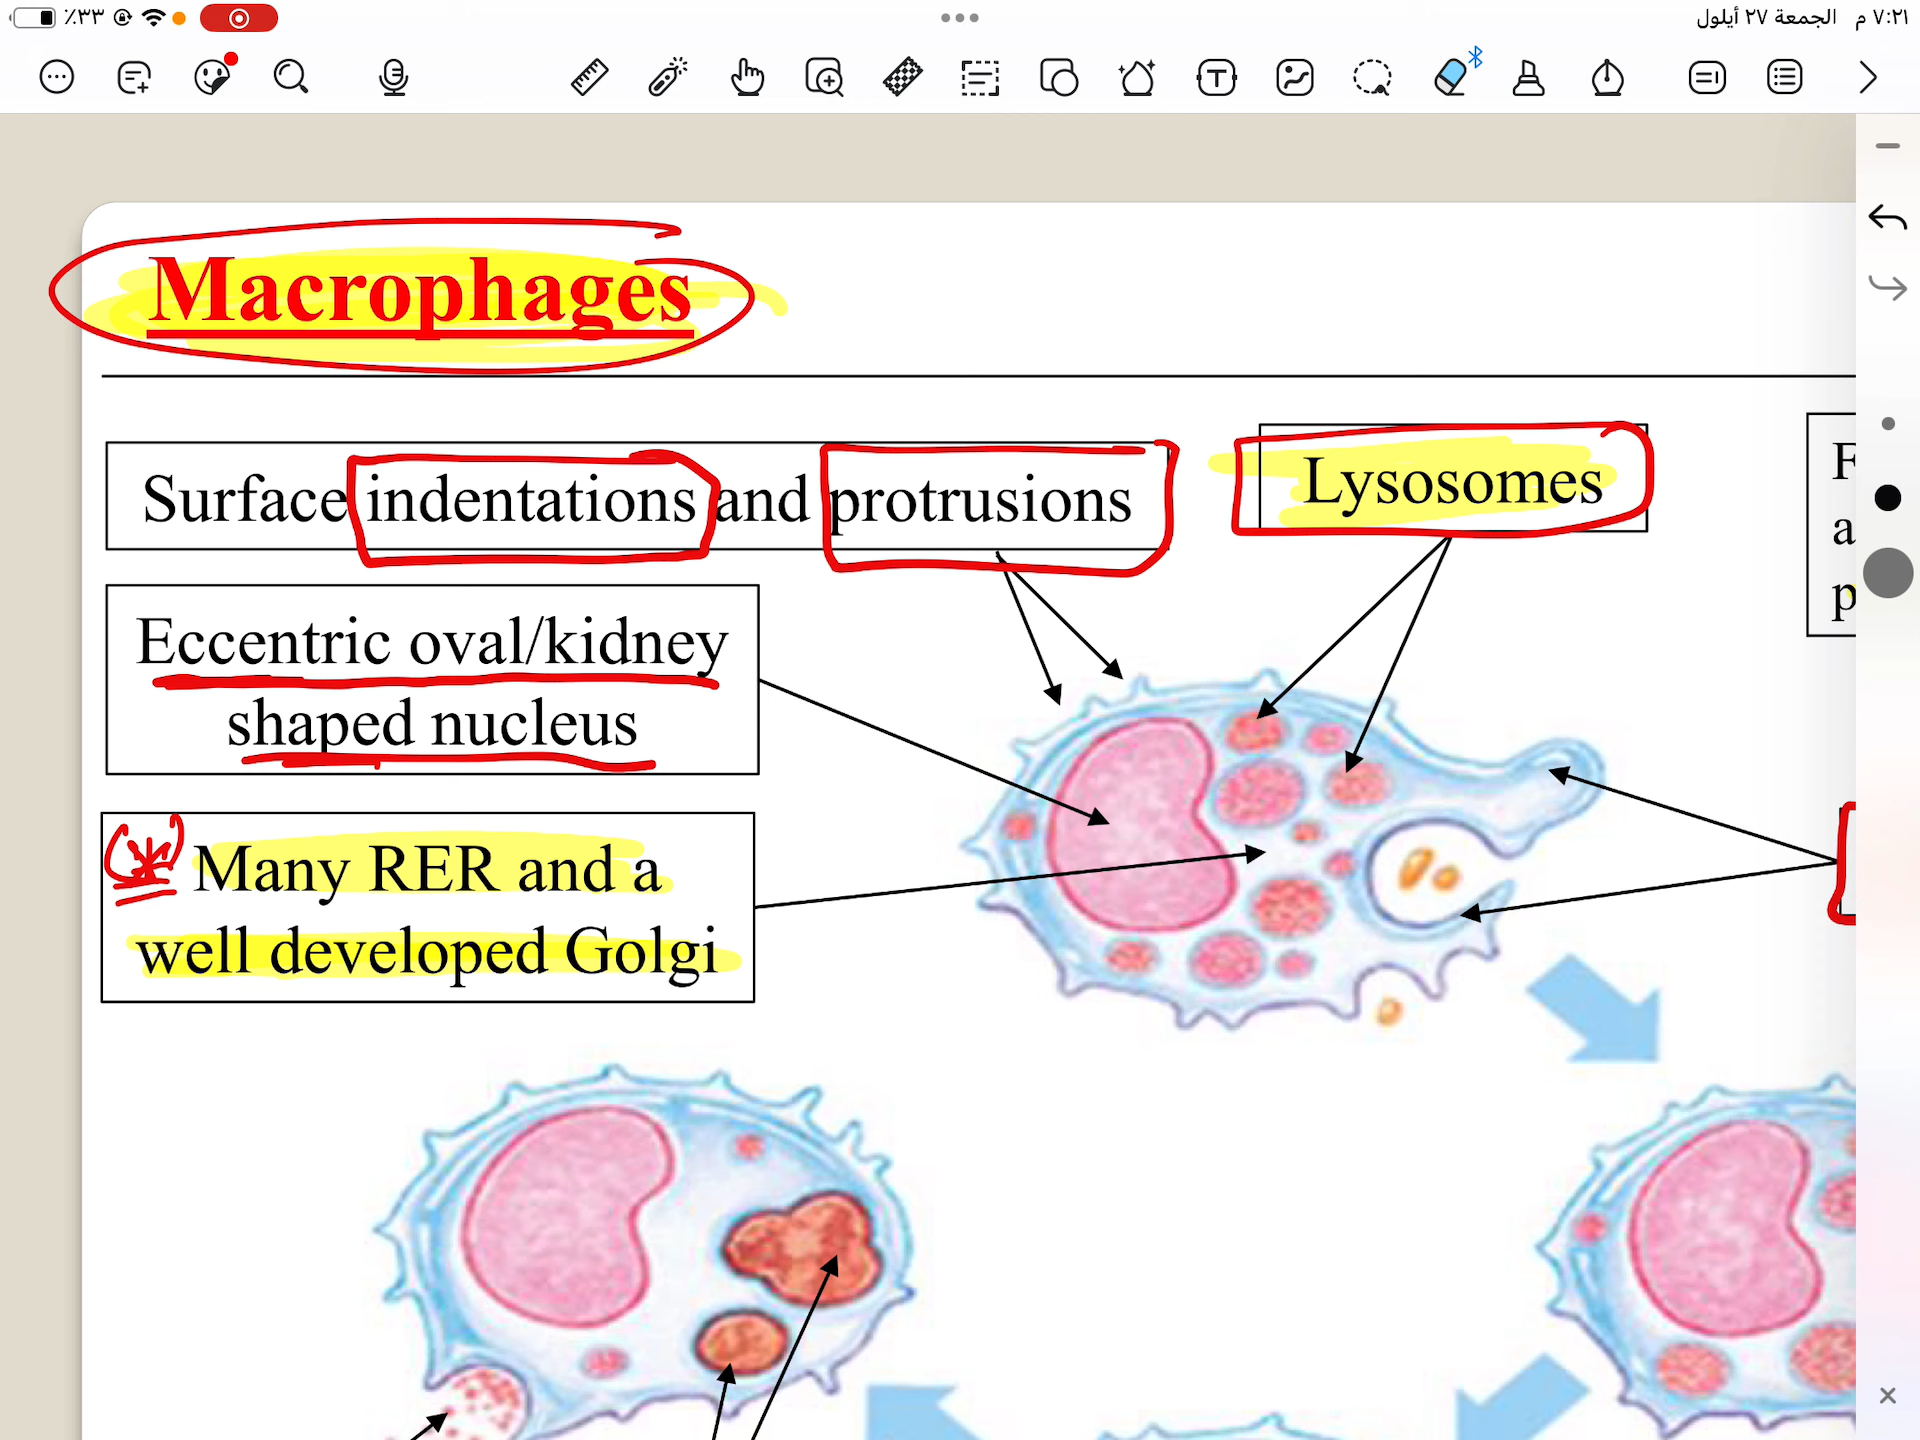 ٪٣٣
الجمعة ٢٧ أيلول ٧:٢١ م
Macrophages
Surface indentations and protrusions
Lysosomes
F
a
p
Eccentric oval/kidney
shaped nucleus
Many RER and a
well developed Golgi